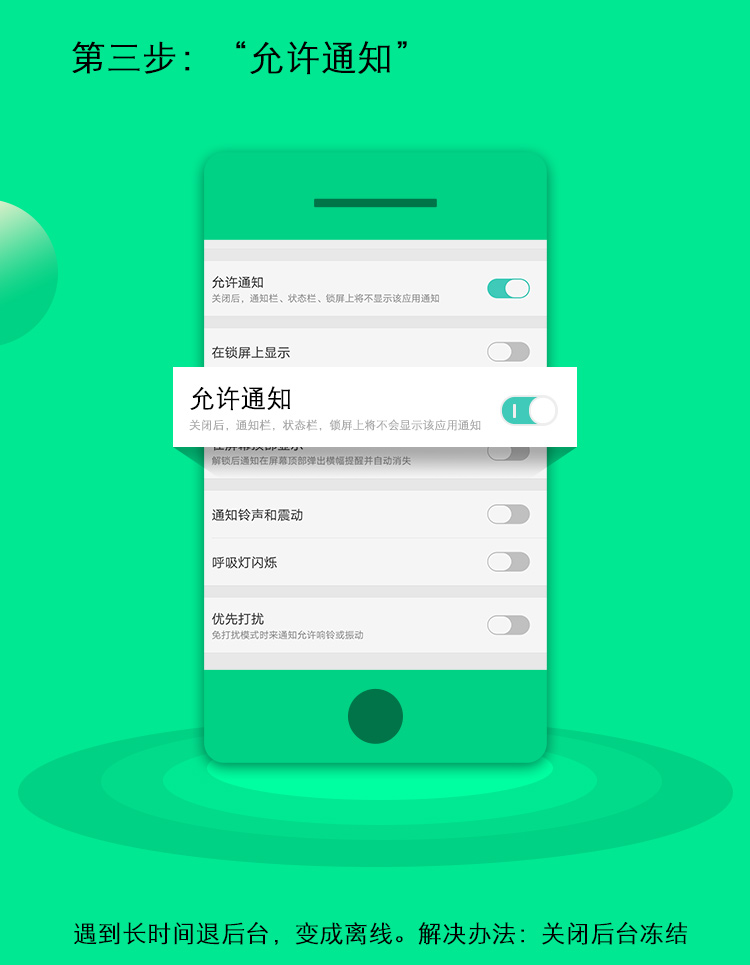 第三步：“允许通知”
允许通知
关闭后，通知栏、状态栏、锁屏上将不显示该应用通知
在锁屏上显示
允许通知
关闭后，通知栏，状态栏，锁屏上将不会显示该应用通知
在屏幕顶部显示
解锁后通知在屏幕顶部弹出横幅提醒并自动消失
通知铃声和震动
呼吸灯闪烁
优先打扰
免打扰模式时来通知允许响铃或振动
遇到长时间退后台，变成离线。解决办法：关闭后台冻结